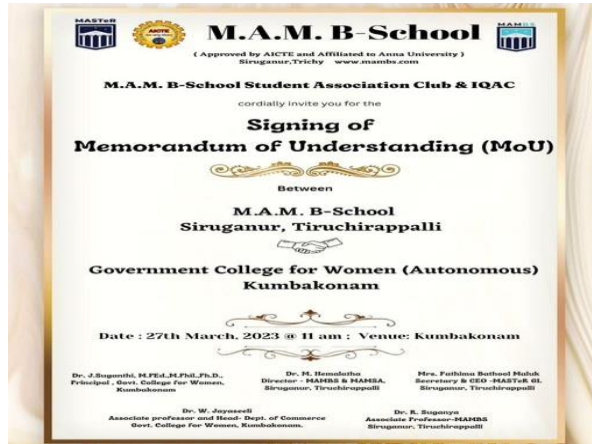 MASTeR
AICTE
M.A.M. B-School
MAMBS
( Approved by AICTE and Affiliated to Anna University )
Siruganur,Trichy www.mambs.com
M.A.M. B-School Student Association Club & IQAC
cordially invite you for the
Signing of
Memorandum of Understanding (MoU)
Between
M.A.M. B-School
Siruganur, Tiruchirappalli
Government College for Women (Autonomous)
Kumbakonam
Date : 27th March, 2023 @ 11 am ; Venue: Kumbakonam
Dr. J.Suganthi, M.PEd.,M.Phil.,Ph.D.,
Principal , Govt. College for Women,
Kumbakonam
Dr. M. Hemalatha
Director - MAMBS & MAMSA,
Siruganur, Tiruchirappalli
Mrs. Fathima Bathool Maluk
Secretary & CEO -MASTeR GI.
Siruganur, Tiruchirappalli
Dr. W. Jayaseeli
Associate professor and Head- Dept. of Commerce
Govt. College for Women, Kumbakonam.
Dr. R. Suganya
Associate Professor-MAMBS
Siruganur, Tiruchirappalli